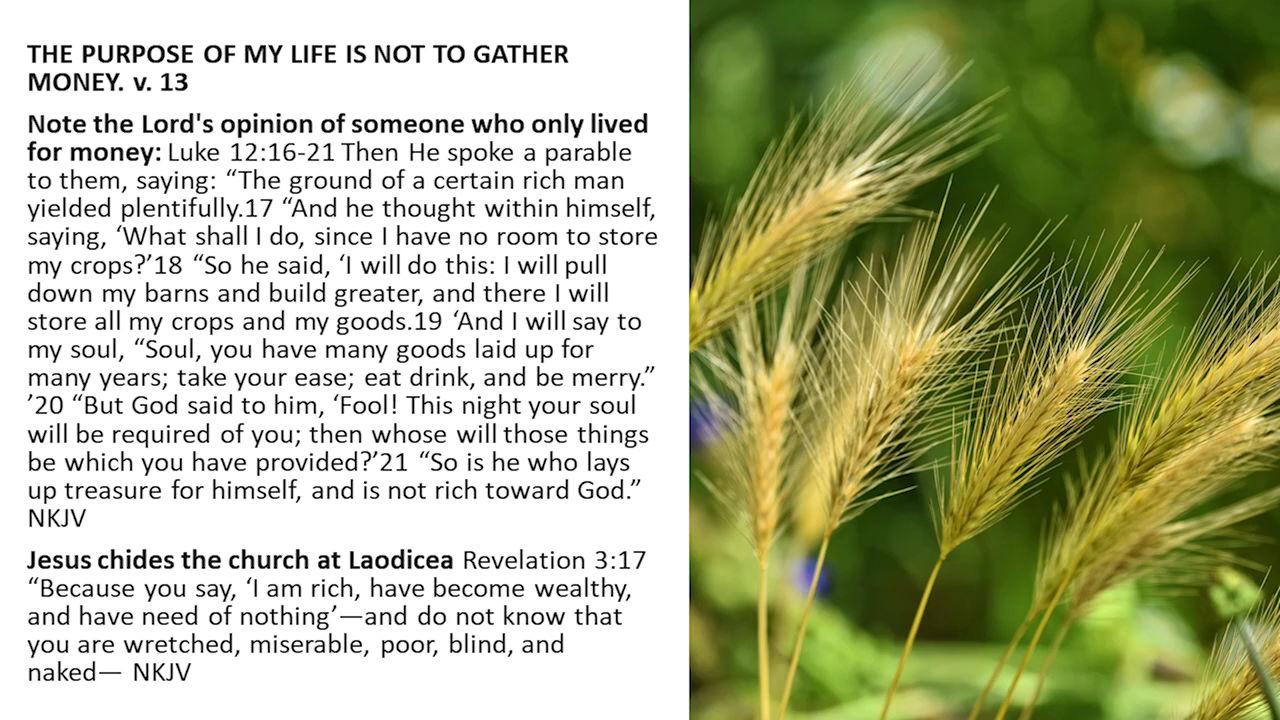 THE PURPOSE OF MY LIFE IS NOT TO GATHER
MONEY. v. 13
Note the Lord's opinion of someone who only lived
for money: Luke 12:16-21 Then He spoke a parable
to them, saying: “The ground of a certain rich man
yielded plentifully.17 “And he thought within himself,
saying, ‘What shall I do, since I have no room to store
my crops?’18 “So he said, ‘I will do this: I will pull
down my barns and build greater, and there I will
store all my crops and my goods.19 ‘And I will say to
my soul, “Soul, you have many goods laid up for
many years; take your ease; eat drink, and be merry.”
’20 “But God said to him, ‘Fool! This night your soul
will be required of you; then whose will those things
be which you have provided?’21 “So is he who lays
up treasure for himself, and is not rich toward God.”
NKJV
Jesus chides the church at Laodicea Revelation 3:17
“Because you say, ‘I am rich, have become wealthy,
and have need of nothing’—and do not know that
you are wretched, miserable, poor, blind, and
naked— NKJV